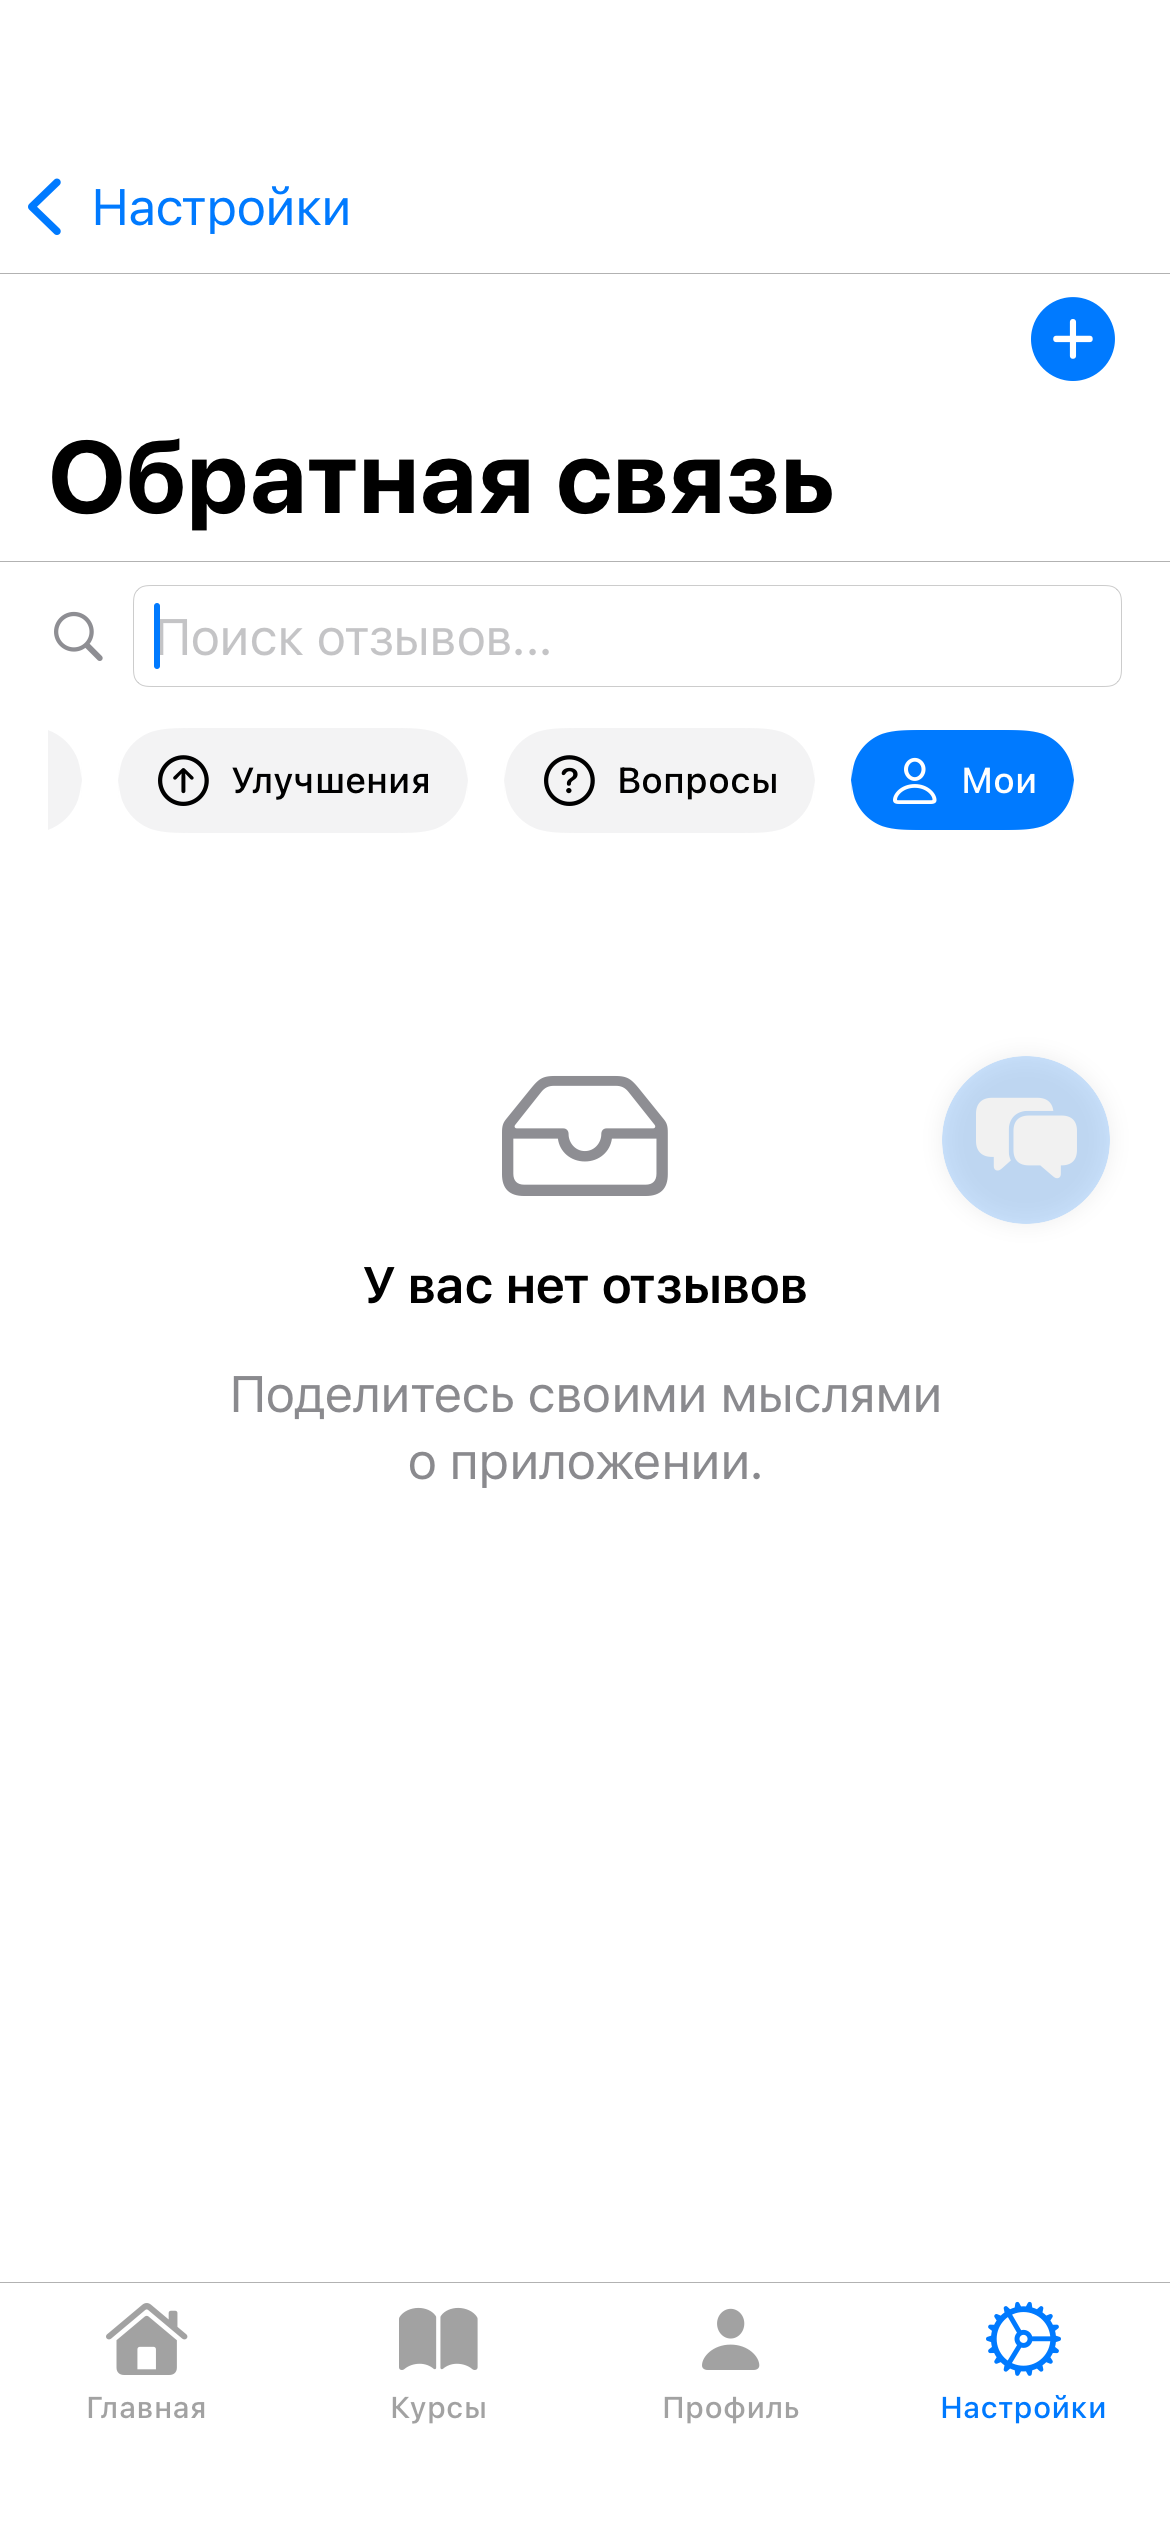 Настройки
Обратная связь
Поиск отзывов...
Улучшения
Вопросы
Мои
У вас нет отзывов
Поделитесь своими мыслями
о приложении.
Главная
Курсы
Профиль
Настройки